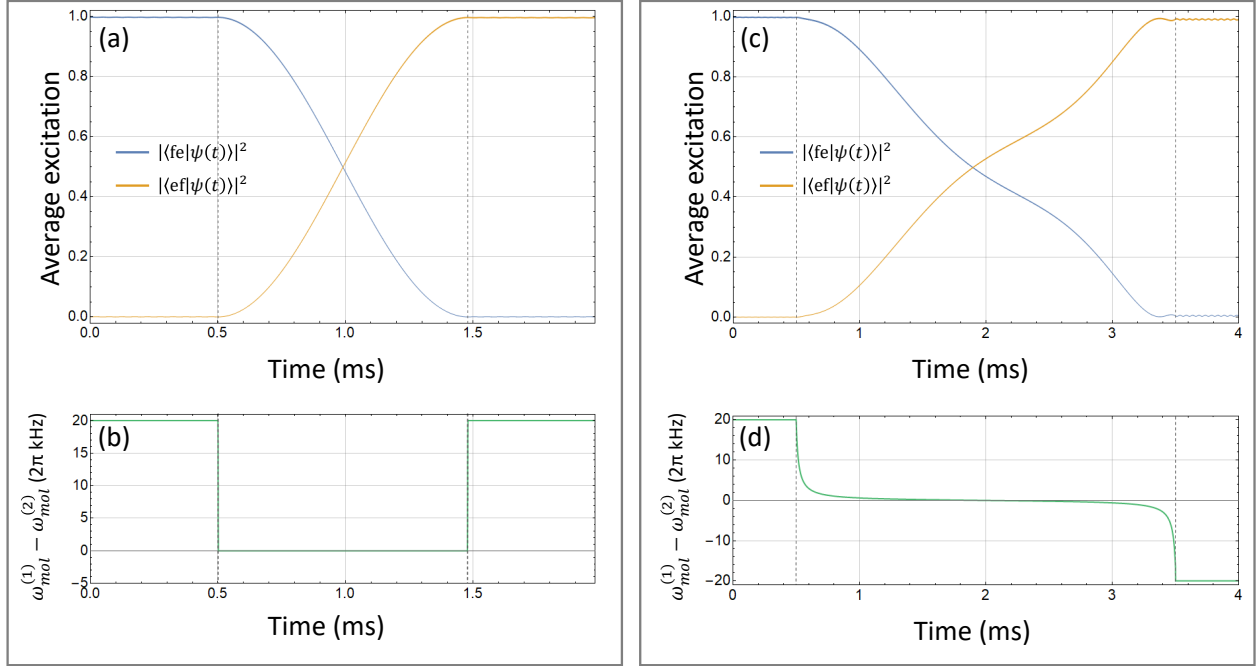 (a)
Average excitation
1.0
0.8
0.6
0.4
0.2
0.0
|⟨fe|ψ(t)⟩|²
|⟨ef|ψ(t)⟩|²
0.0 0.5 1.0 1.5
Time (ms)
(b)
ω_mol^(1) − ω_mol^(2) (2π kHz)
20
15
10
5
0
−5
0.0 0.5 1.0 1.5
Time (ms)
(c)
Average excitation
1.0
0.8
0.6
0.4
0.2
0.0
|⟨fe|ψ(t)⟩|²
|⟨ef|ψ(t)⟩|²
0 1 2 3 4
Time (ms)
(d)
ω_mol^(1) − ω_mol^(2) (2π kHz)
20
10
0
−10
−20
0 1 2 3 4
Time (ms)